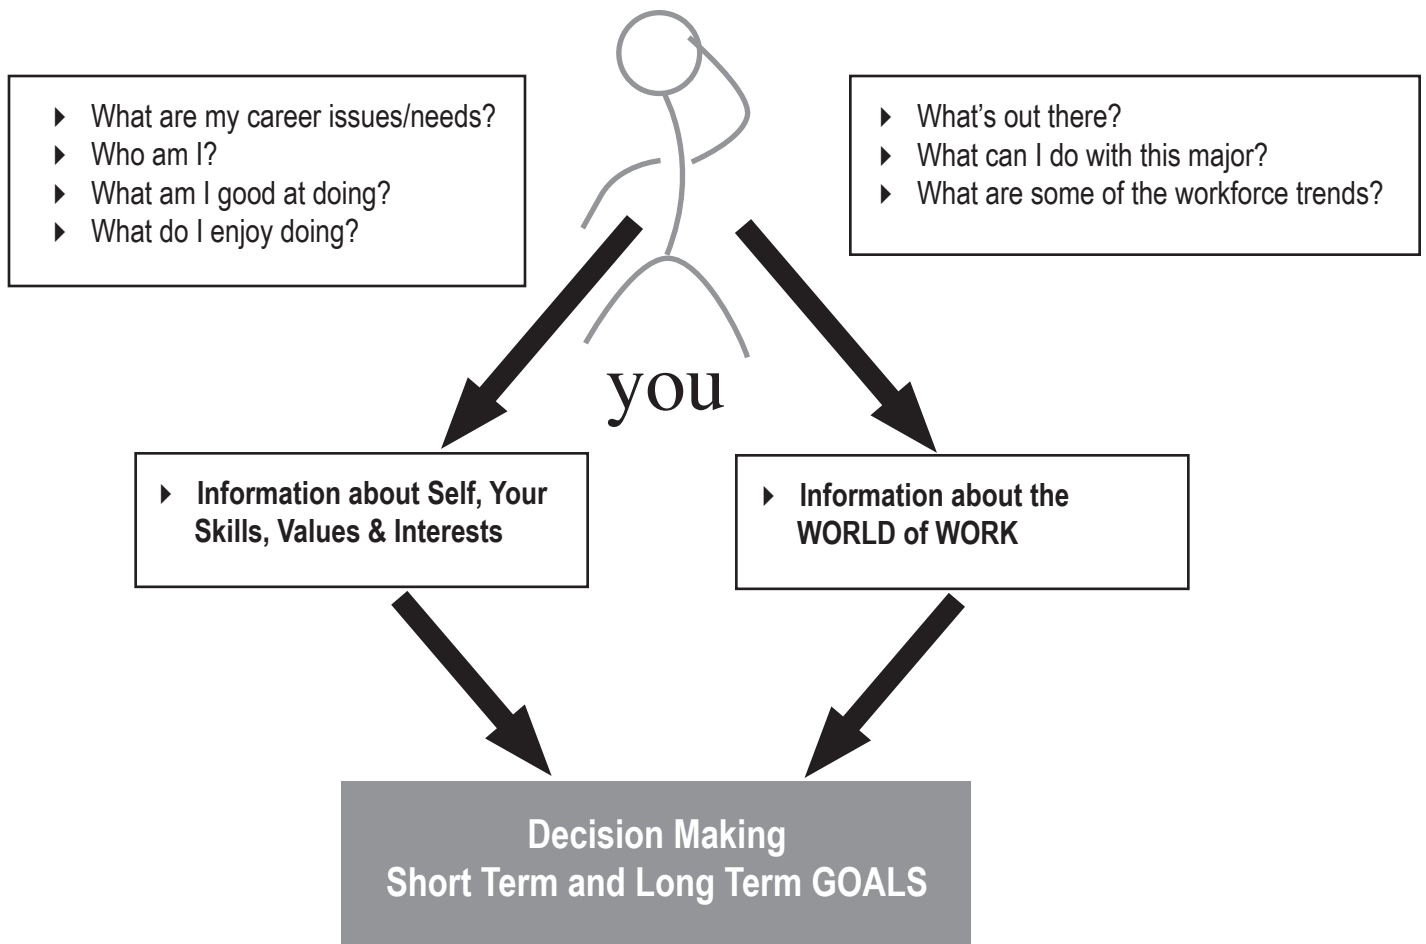 ▸ What are my career issues/needs?
▸ Who am I?
▸ What am I good at doing?
▸ What do I enjoy doing?
▸ What’s out there?
▸ What can I do with this major?
▸ What are some of the workforce trends?
you
▸ Information about Self, Your
Skills, Values & Interests
▸ Information about the
WORLD of WORK
Decision Making
Short Term and Long Term GOALS